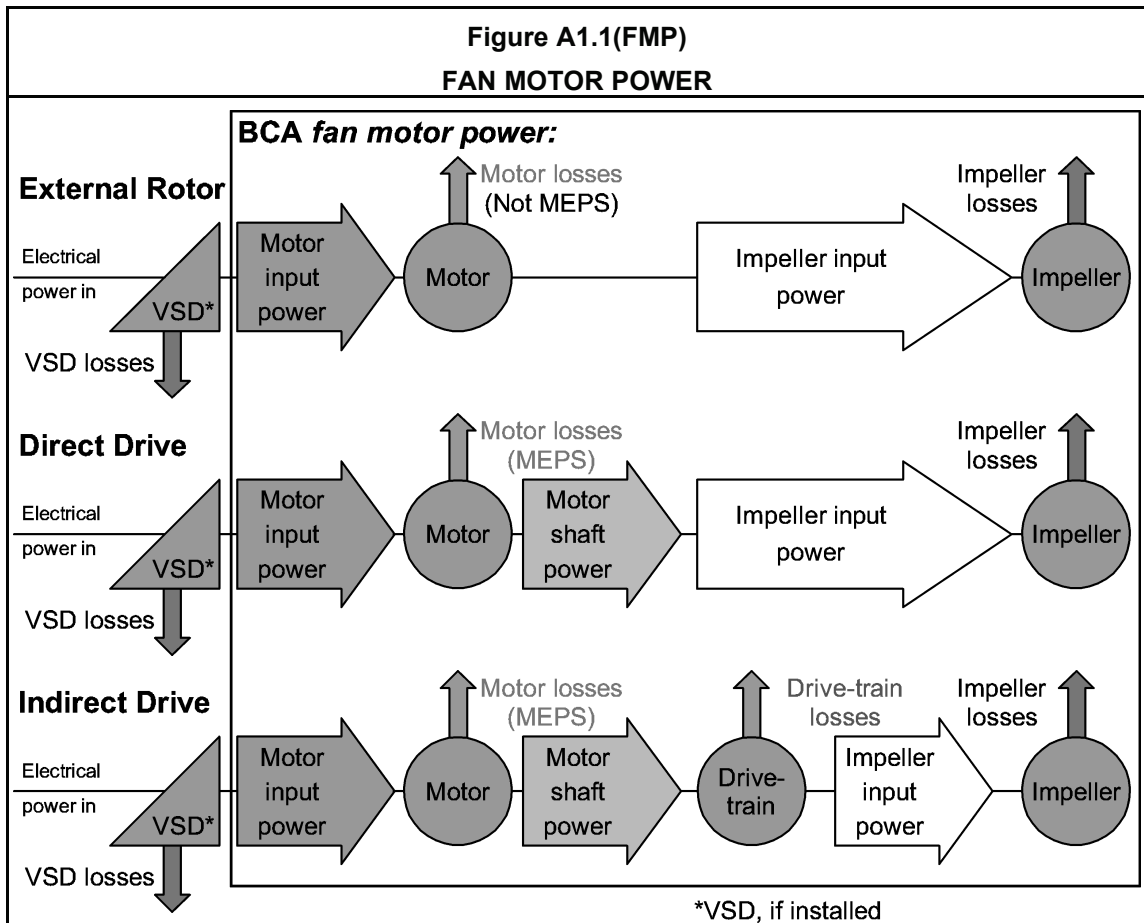 Figure A1.1(FMP)
FAN MOTOR POWER
BCA fan motor power:
External Rotor
Electrical
power in
VSD*
VSD losses
Motor
input
power
Motor losses
(Not MEPS)
Motor
Impeller input
power
Impeller
losses
Impeller
Direct Drive
Electrical
power in
VSD*
VSD losses
Motor
input
power
Motor losses
(MEPS)
Motor
Motor
shaft
power
Impeller input
power
Impeller
losses
Impeller
Indirect Drive
Electrical
power in
VSD*
VSD losses
Motor
input
power
Motor losses
(MEPS)
Motor
Motor
shaft
power
Drive-train
losses
Drive-
train
Impeller
input
power
Impeller
losses
Impeller
*VSD, if installed